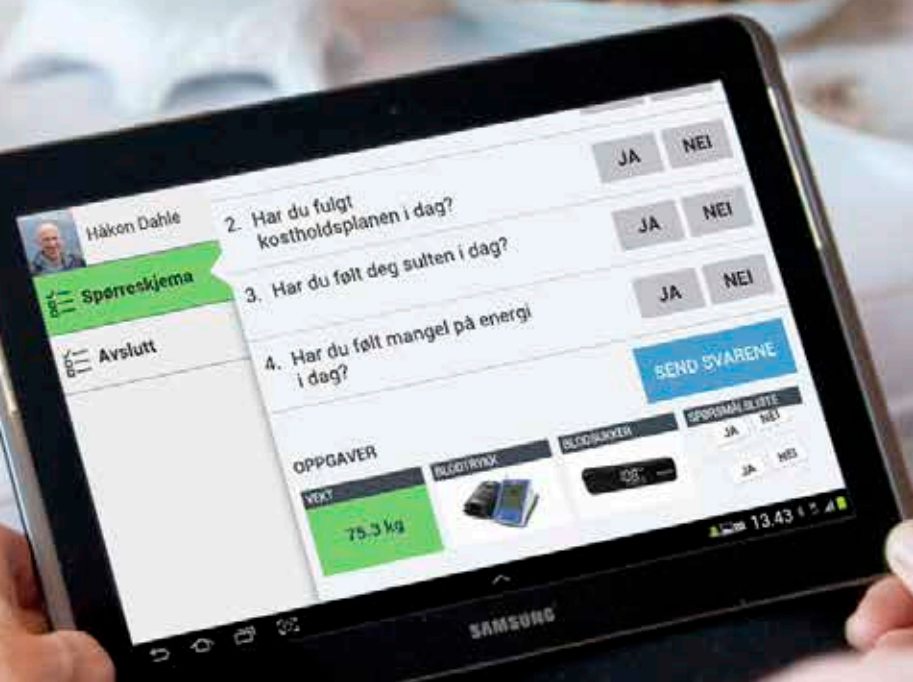 Håkon Dahle
Spørreskjema
Avslutt
2. Har du fulgt
kostholdsplanen i dag?
JA NEI
3. Har du følt deg sulten i dag?
JA NEI
4. Har du følt mangel på energi
i dag?
JA NEI
SEND SVARENE
OPPGAVER
VEKT
75.3 kg
BLODTRYKK
BLODSUKKER
108
SPØRSMÅLSLISTE
JA NEI
JA NEI
13.43
SAMSUNG